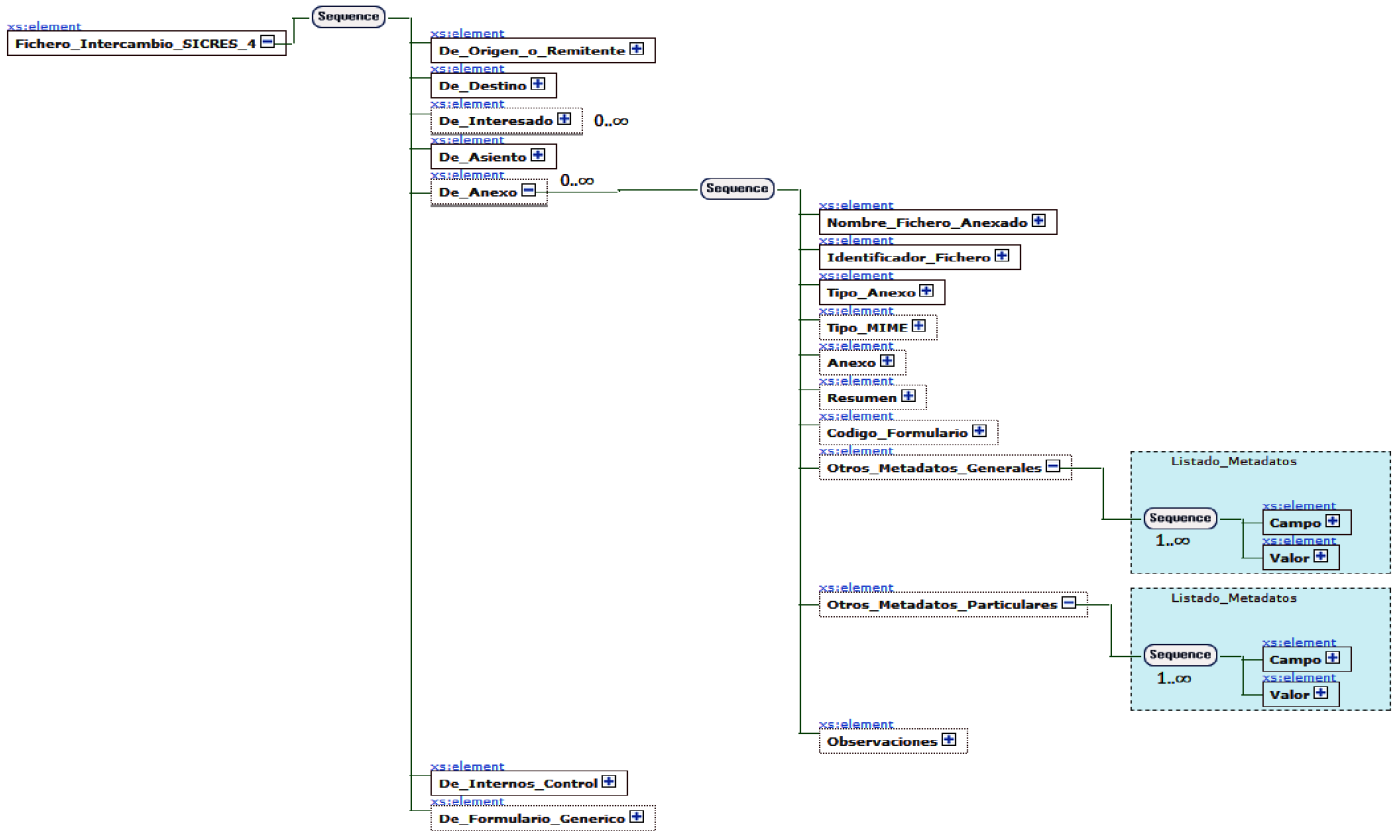 Sequence
xs:element
Fichero_Intercambio_SICRES_4
xs:element
De_Origen_o_Remitente
xs:element
De_Destino
xs:element
De_Interesado
0..∞
xs:element
De_Asiento
xs:element
De_Anexo
0..∞
Sequence
xs:element
Nombre_Fichero_Anexado
xs:element
Identificador_Fichero
xs:element
Tipo_Anexo
xs:element
Tipo_MIME
xs:element
Anexo
xs:element
Resumen
xs:element
Codigo_Formulario
xs:element
Otros_Metadatos_Generales
Listado_Metadatos
Sequence
1..∞
xs:element
Campo
xs:element
Valor
xs:element
Otros_Metadatos_Particulares
Listado_Metadatos
Sequence
1..∞
xs:element
Campo
xs:element
Valor
xs:element
Observaciones
xs:element
De_Internos_Control
xs:element
De_Formulario_Generico